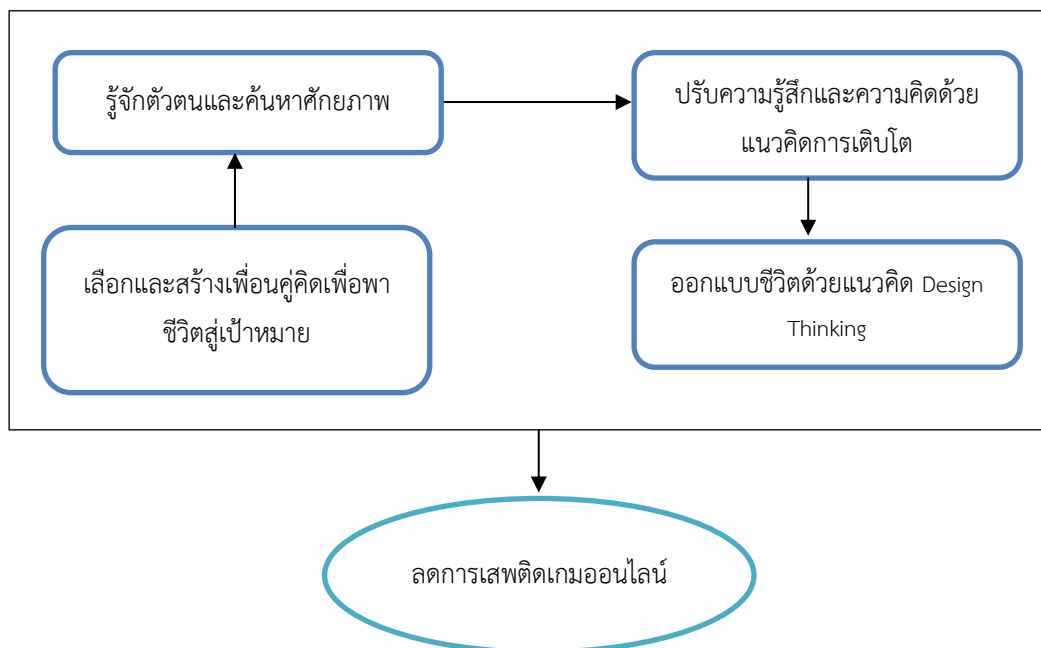 รู้จักตัวตนและค้นหาศักยภาพ
ปรับความรู้สึกและความคิดด้วย
แนวคิดการเติบโต
เลือกและสร้างเพื่อนคู่คิดเพื่อพา
ชีวิตสู่เป้าหมาย
ออกแบบชีวิตด้วยแนวคิด Design
Thinking
ลดการเสพติดเกมออนไลน์